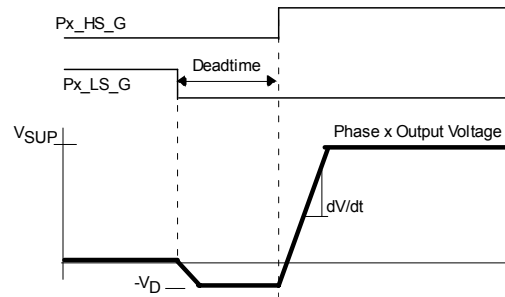 Px_HS_G
Deadtime
Px_LS_G
VSUP
Phase x Output Voltage
dV/dt
-VD